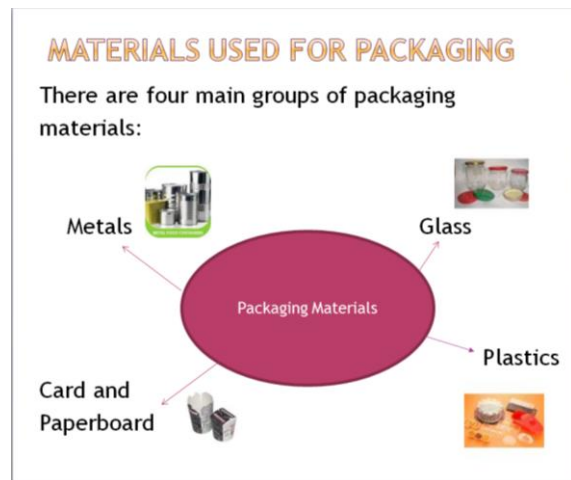 MATERIALS USED FOR PACKAGING
There are four main groups of packaging
materials:
Metals
Glass
Packaging Materials
Plastics
Card and
Paperboard